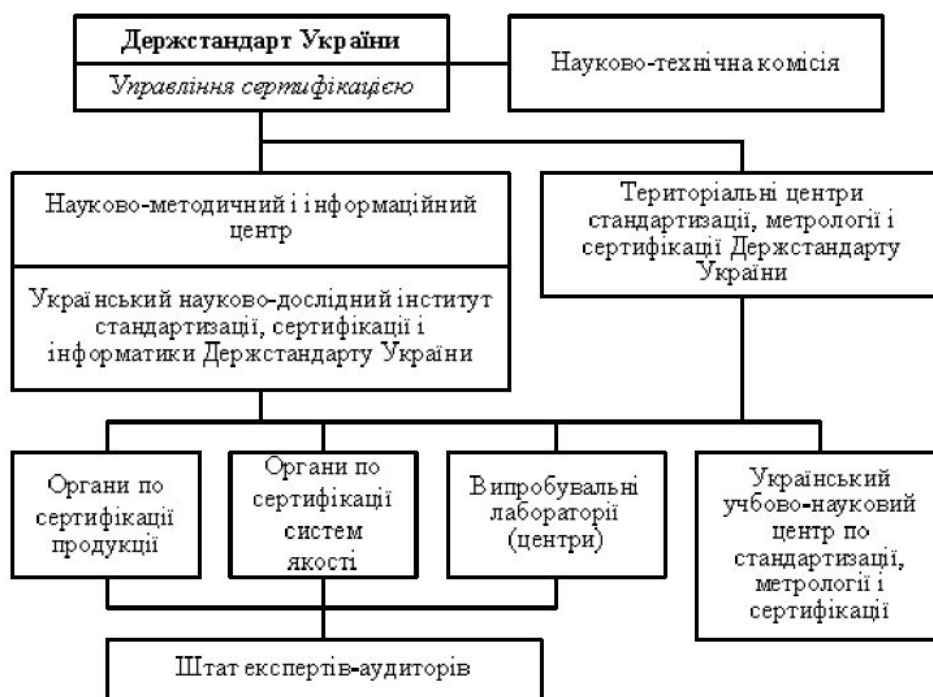 Держстандарт України
Управління сертифікацією
Науково-технічна комісія
Науково-методичний і інформаційний
центр
Український науково-дослідний інститут
стандартизації, сертифікації і
інформатики Держстандарту України
Територіальні центри
стандартизації, метрології і
сертифікації Держстандарту
України
Органи по
сертифікації
продукції
Органи по
сертифікації
систем
якості
Випробувальні
лабораторії
(центри)
Український
учбово-науковий
центр по
стандартизації,
метрології і
сертифікації
Штат експертів-аудиторів